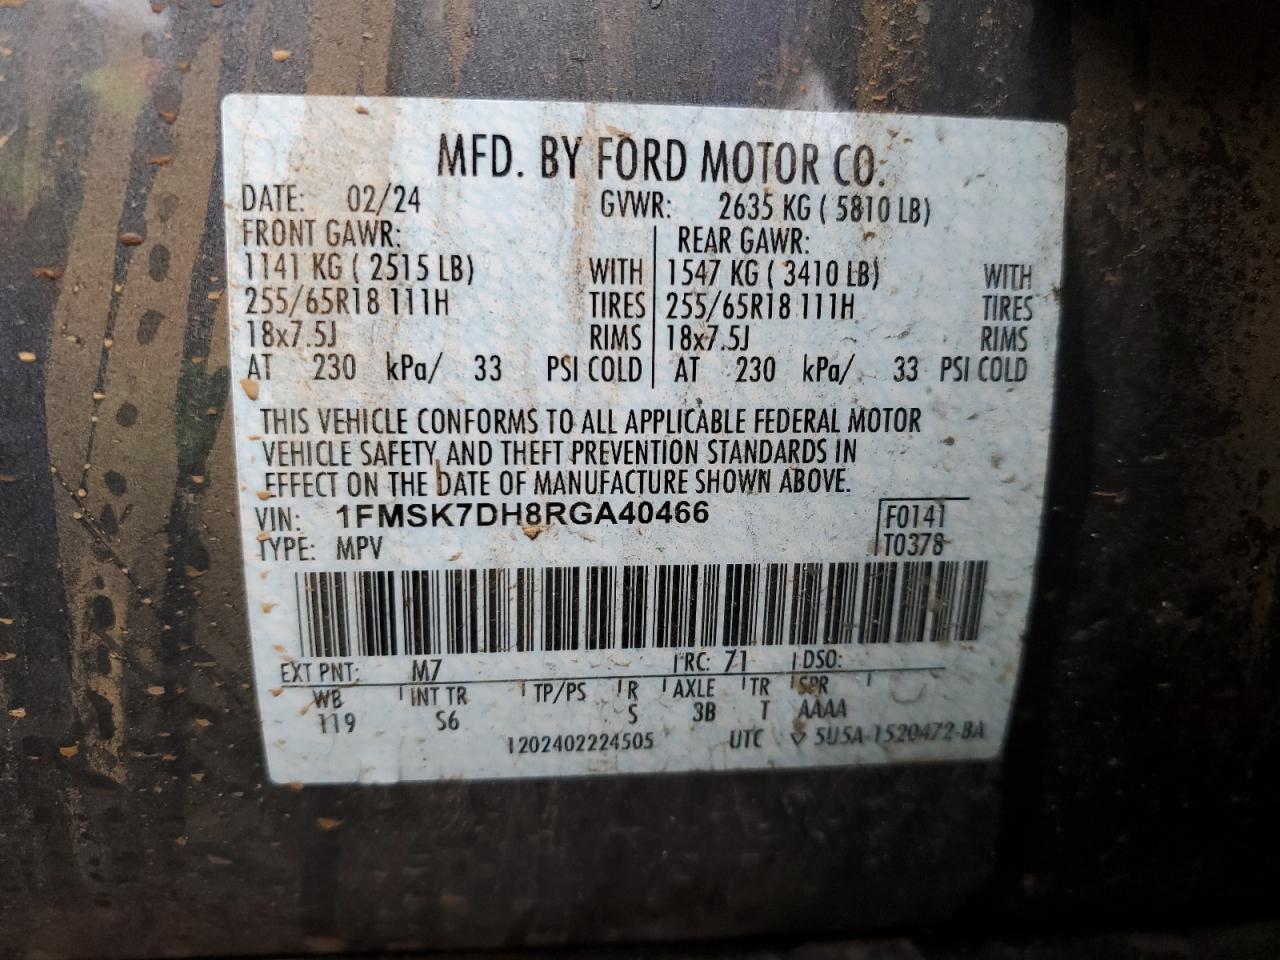 MFD. BY FORD MOTOR CO.
DATE: 02/24 GVWR: 2635 KG ( 5810 LB)
FRONT GAWR: REAR GAWR:
1141 KG ( 2515 LB) WITH 1547 KG ( 3410 LB) WITH
255/65R18 111H TIRES 255/65R18 111H TIRES
18x7.5J RIMS 18x7.5J RIMS
AT 230 kPa/ 33 PSI COLD AT 230 kPa/ 33 PSI COLD
THIS VEHICLE CONFORMS TO ALL APPLICABLE FEDERAL MOTOR
VEHICLE SAFETY AND THEFT PREVENTION STANDARDS IN
EFFECT ON THE DATE OF MANUFACTURE SHOWN ABOVE.
VIN: 1FMSK7DH8RGA40466 F0141
TYPE: MPV T0378
EXT PNT: M7 RC: 71 DSO:
WB INT TR TP/PS R AXLE TR SPR
119 S6 S 3B T AAAA
1202402224505 UTC 5U5A-1520472-BA